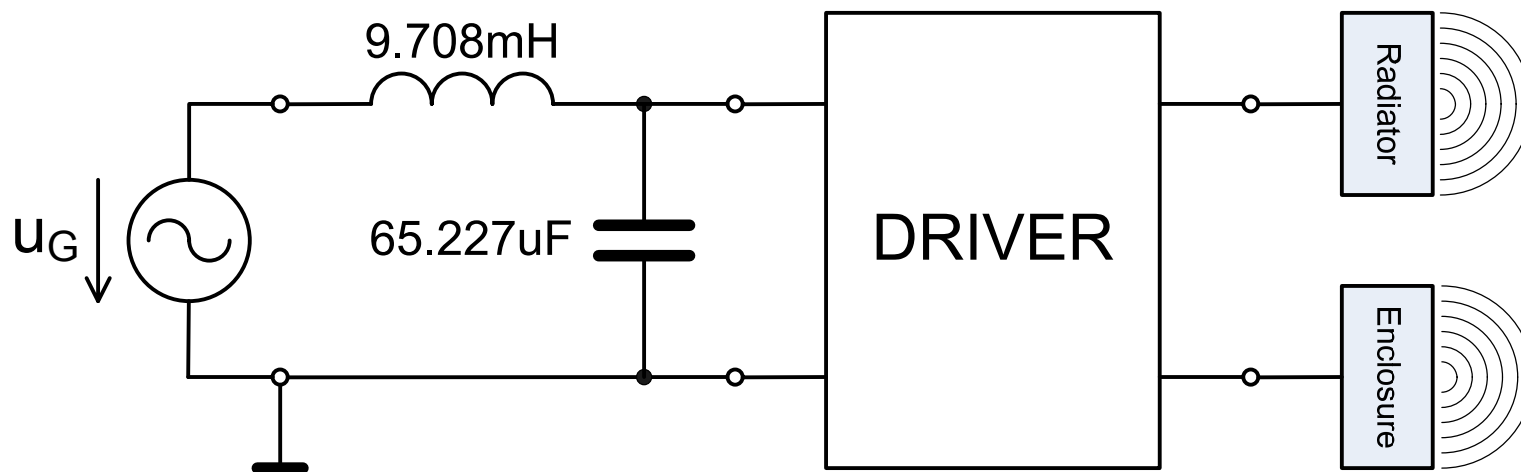 9.708mH
Radiator
uG
65.227uF
DRIVER
Enclosure